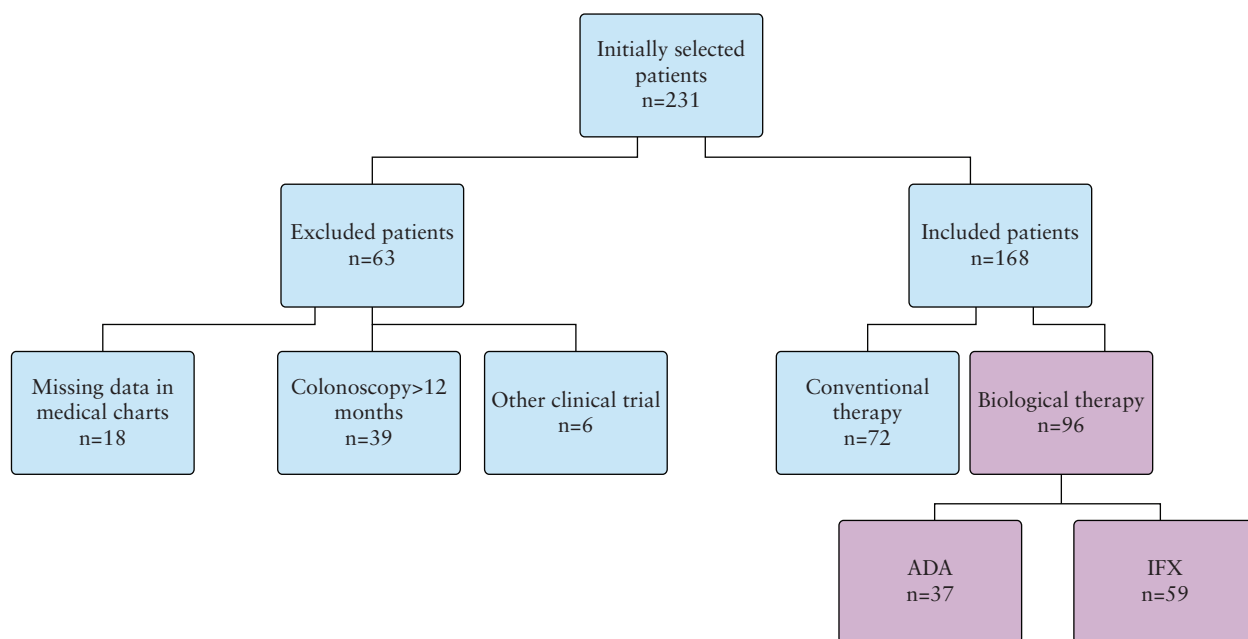 Initially selected
patients
n=231
Excluded patients
n=63
Included patients
n=168
Missing data in
medical charts
n=18
Colonoscopy>12
months
n=39
Other clinical trial
n=6
Conventional
therapy
n=72
Biological therapy
n=96
ADA
n=37
IFX
n=59